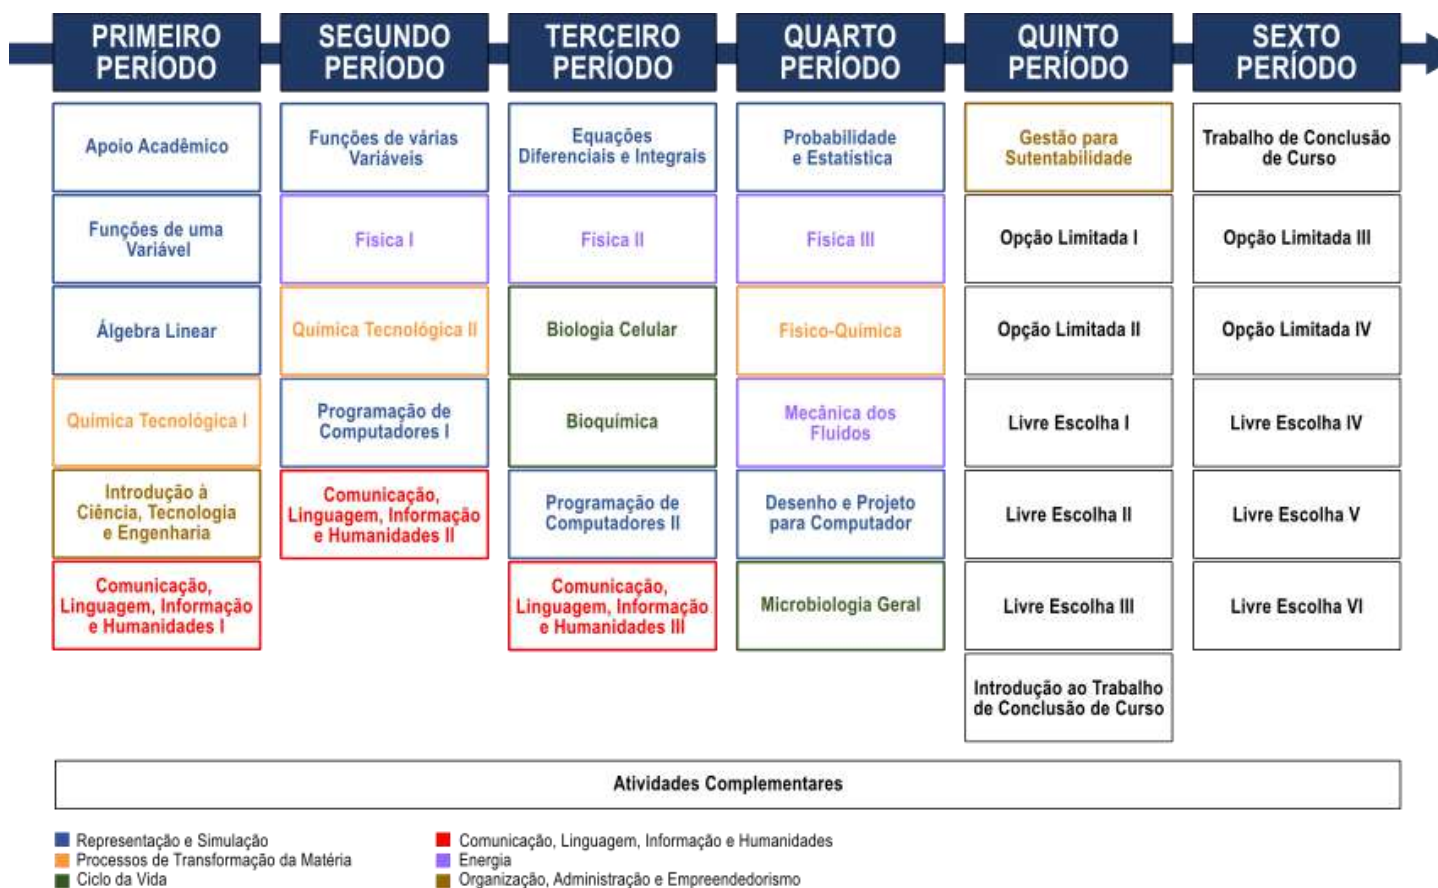 PRIMEIRO
PERÍODO
SEGUNDO
PERÍODO
TERCEIRO
PERÍODO
QUARTO
PERÍODO
QUINTO
PERÍODO
SEXTO
PERÍODO
Apoio Acadêmico
Funções de várias
Variáveis
Equações
Diferenciais e Integrais
Probabilidade
e Estatística
Gestão para
Sutentabilidade
Trabalho de Conclusão
de Curso
Funções de uma
Variável
Física I
Física II
Física III
Opção Limitada I
Opção Limitada III
Álgebra Linear
Química Tecnológica II
Biologia Celular
Físico-Química
Opção Limitada II
Opção Limitada IV
Química Tecnológica I
Programação de
Computadores I
Bioquímica
Mecânica dos
Fluidos
Livre Escolha I
Livre Escolha IV
Introdução à
Ciência, Tecnologia
e Engenharia
Comunicação,
Linguagem, Informação
e Humanidades II
Programação de
Computadores II
Desenho e Projeto
para Computador
Livre Escolha II
Livre Escolha V
Comunicação,
Linguagem, Informação
e Humanidades I
Comunicação,
Linguagem, Informação
e Humanidades III
Microbiologia Geral
Livre Escolha III
Livre Escolha VI
Introdução ao Trabalho
de Conclusão de Curso
Atividades Complementares
Representação e Simulação
Processos de Transformação da Matéria
Ciclo da Vida
Comunicação, Linguagem, Informação e Humanidades
Energia
Organização, Administração e Empreendedorismo